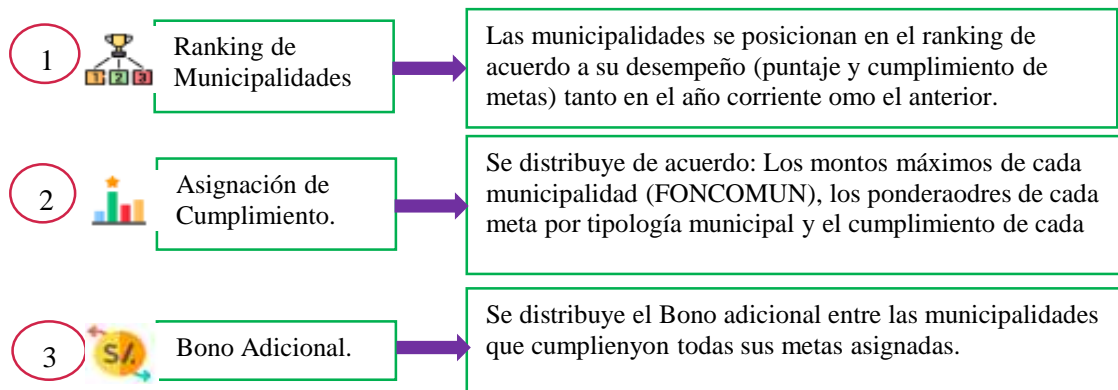 1
Ranking de
Municipalidades
Las municipalidades se posicionan en el ranking de
acuerdo a su desempeño (puntaje y cumplimiento de
metas) tanto en el año corriente omo el anterior.
2
Asignación de
Cumplimiento.
Se distribuye de acuerdo: Los montos máximos de cada
municipalidad (FONCOMUN), los ponderaodres de cada
meta por tipología municipal y el cumplimiento de cada
3
S/.
Bono Adicional.
Se distribuye el Bono adicional entre las municipalidades
que cumplienyon todas sus metas asignadas.